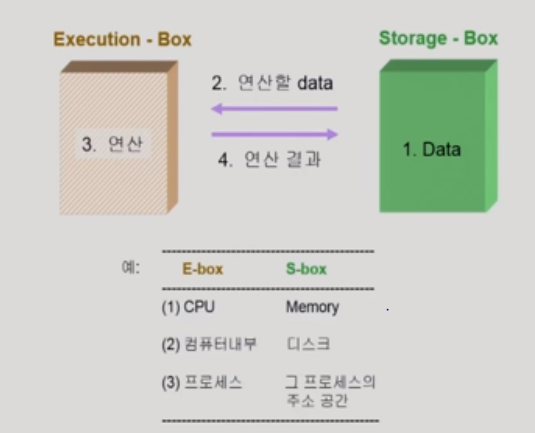 Execution - Box
Storage - Box
2. 연산할 data
3. 연산
1. Data
4. 연산 결과
예:
E-box S-box
(1) CPU Memory
(2) 컴퓨터내부 디스크
(3) 프로세스 그 프로세스의
주소 공간